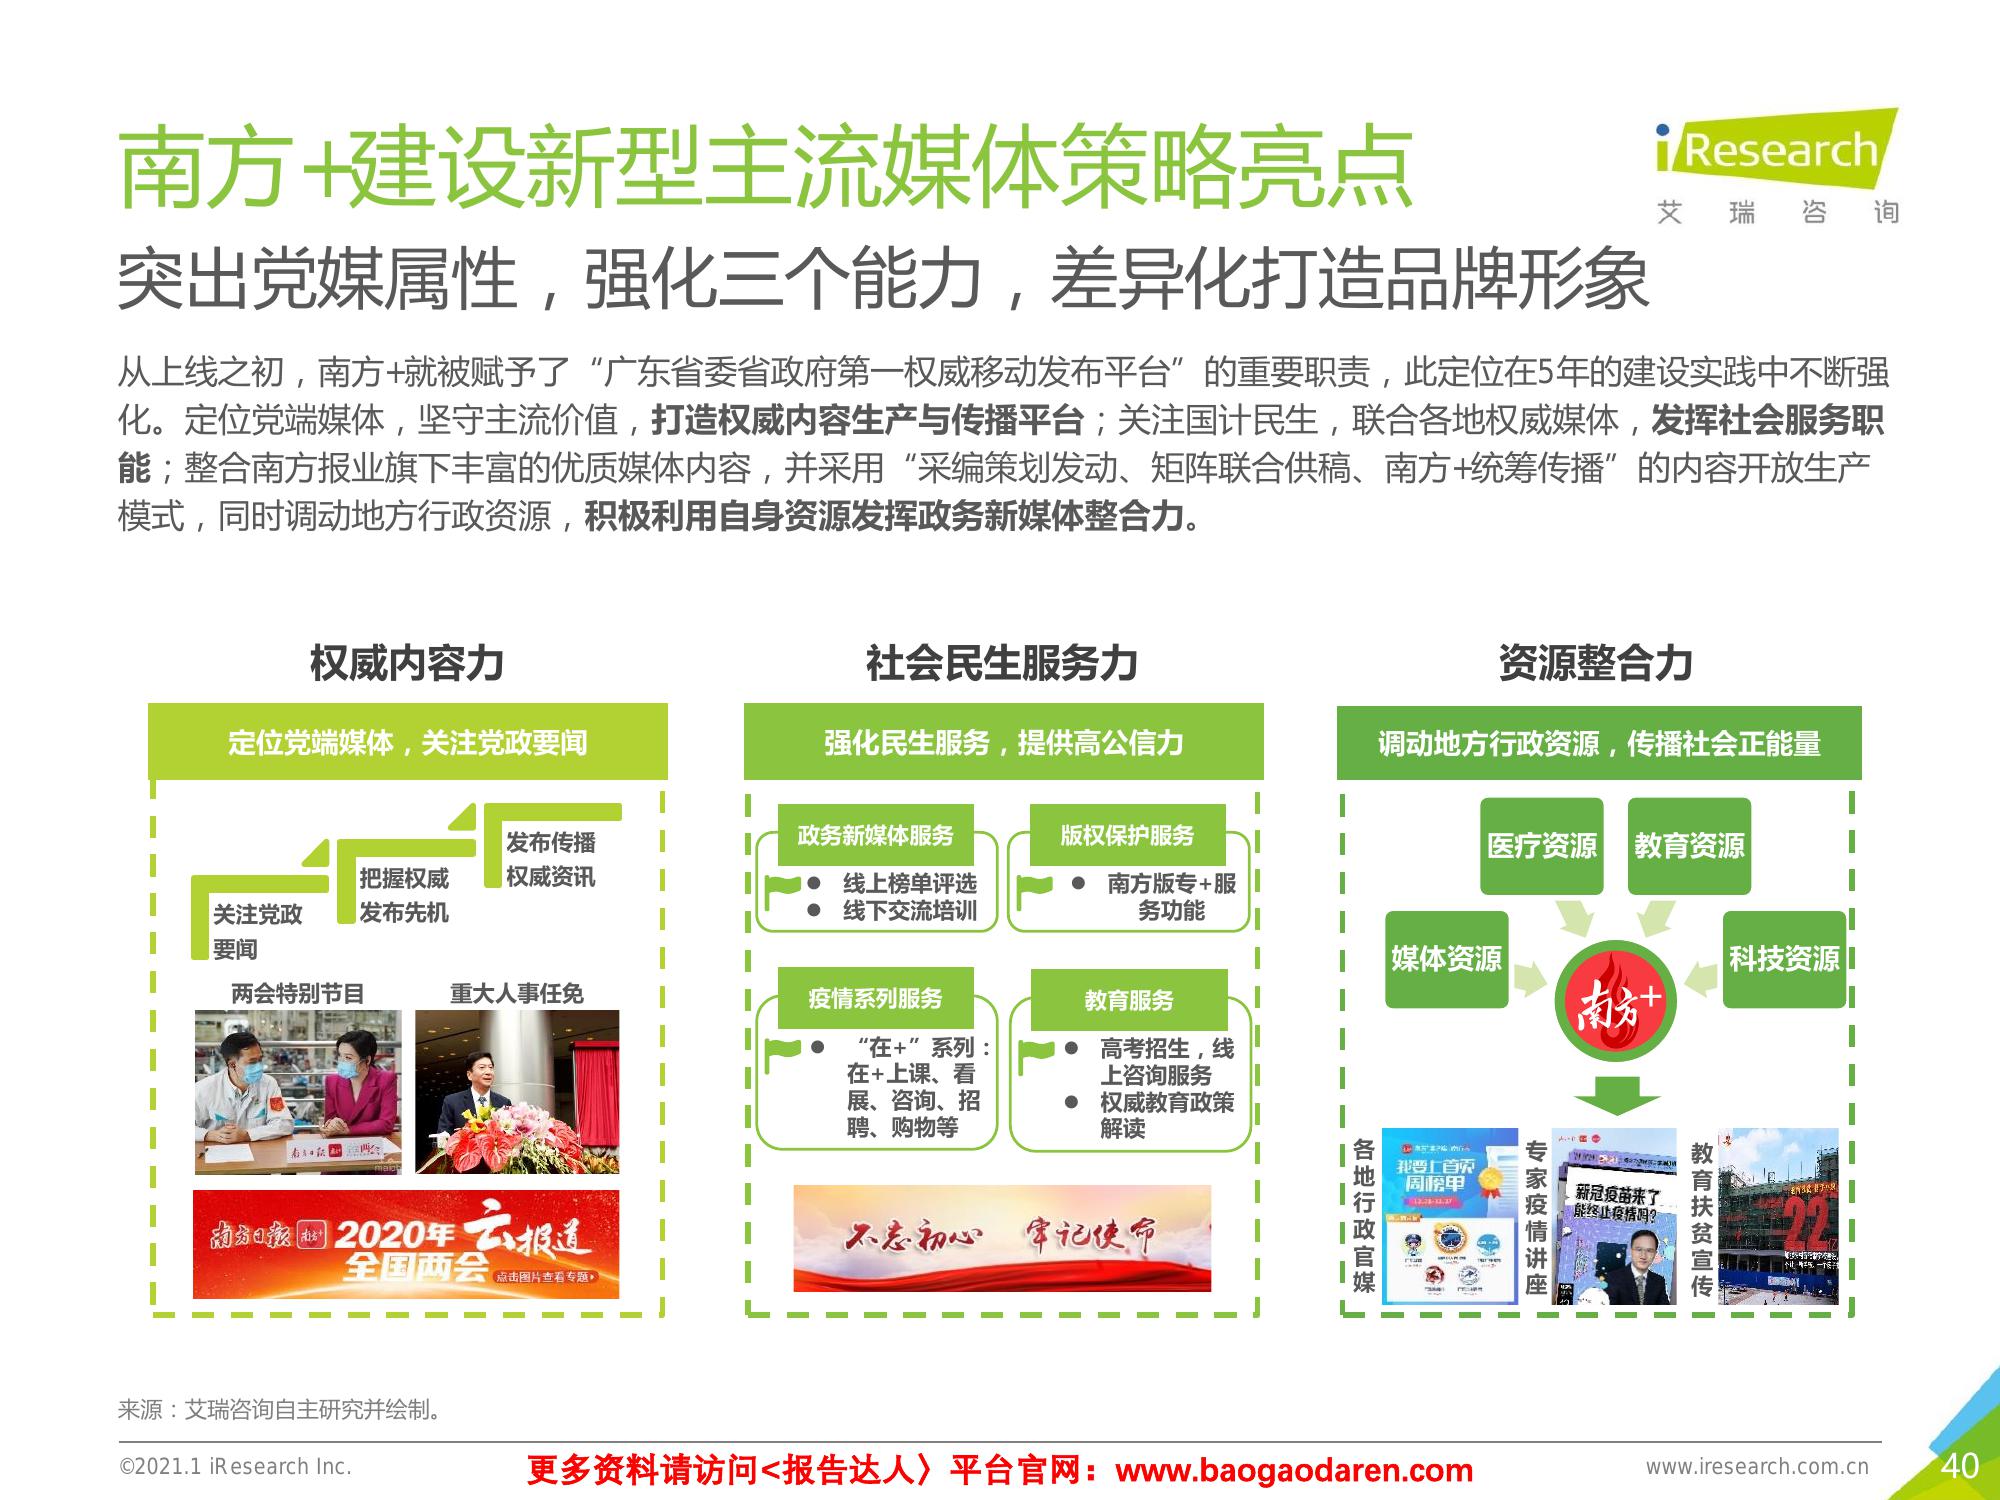 南方+建设新型主流媒体策略亮点
iResearch
艾瑞咨询
突出党媒属性，强化三个能力，差异化打造品牌形象
从上线之初，南方+就被赋予了“广东省委省政府第一权威移动发布平台”的重要职责，此定位在5年的建设实践中不断强
化。定位党端媒体，坚守主流价值，打造权威内容生产与传播平台；关注国计民生，联合各地权威媒体，发挥社会服务职
能；整合南方报业旗下丰富的优质媒体内容，并采用“采编策划发动、矩阵联合供稿、南方+统筹传播”的内容开放生产
模式，同时调动地方行政资源，积极利用自身资源发挥政务新媒体整合力。
权威内容力
定位党端媒体，关注党政要闻
关注党政
要闻
把握权威
发布先机
发布传播
权威资讯
两会特别节目
重大人事任免
南方日报
南方日报
南方+
2020年
全国两会
云报道
点击图片查看专题
社会民生服务力
强化民生服务，提供高公信力
政务新媒体服务
● 线上榜单评选
● 线下交流培训
版权保护服务
● 南方版专+服
务功能
疫情系列服务
● “在+”系列：
在+上课、看
展、咨询、招
聘、购物等
教育服务
● 高考招生，线
上咨询服务
● 权威教育政策
解读
不忘初心 牢记使命
资源整合力
调动地方行政资源，传播社会正能量
医疗资源
教育资源
媒体资源
科技资源
南方+
各地行政官媒
我要上首页
周榜单
专家疫情讲座
新冠疫苗来了
能终止疫情吗？
教育扶贫宣传
22
来源：艾瑞咨询自主研究并绘制。
©2021.1 iResearch Inc.
更多资料请访问<报告达人〉平台官网：www.baogaodaren.com
www.iresearch.com.cn
40